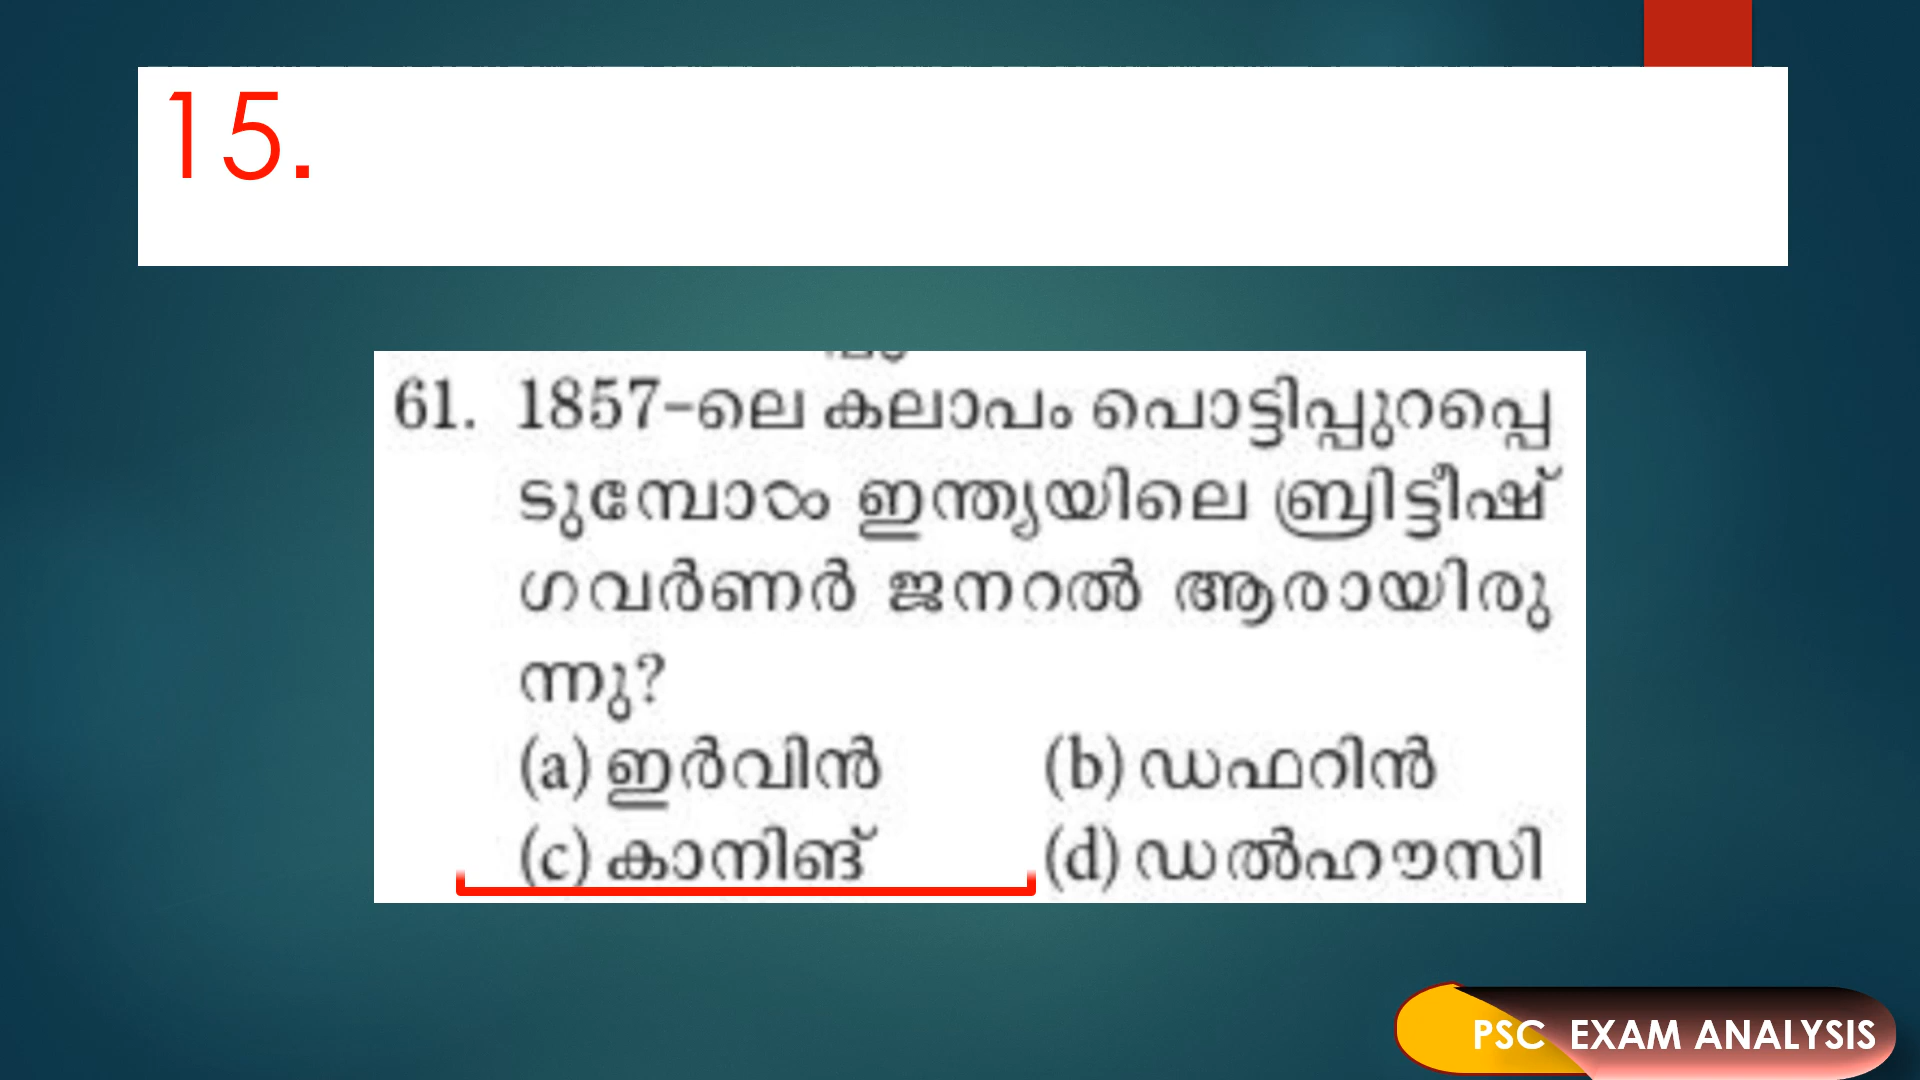 15.
61. 1857-ലെ കലാപം പൊട്ടിപ്പുറപ്പെ
ടുമ്പോഠം ഇന്ത്യയിലെ ബ്രിട്ടീഷ്
ഗവർണർ ജനറൽ ആരായിരു
ന്നു?
(a) ഇർവിൻ (b) ഡഫറിൻ
(c) കാനിങ് (d) ഡൽഹൗസി
PSC EXAM ANALYSIS